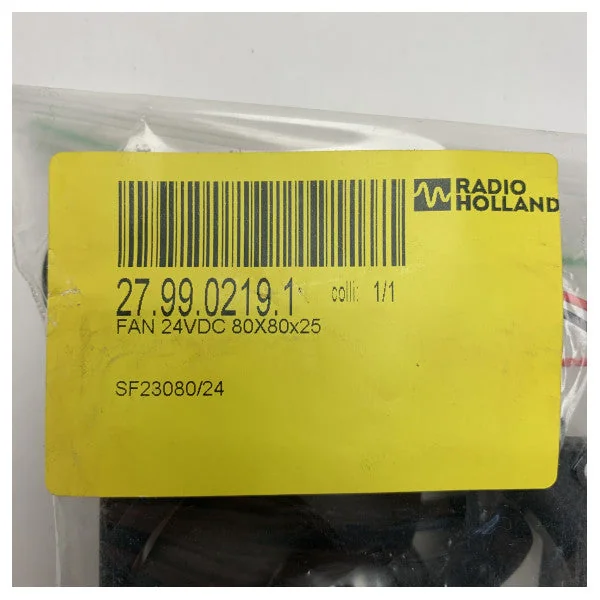 RADIO
HOLLAND
27.99.0219.1 colli: 1/1
FAN 24VDC 80X80x25
SF23080/24